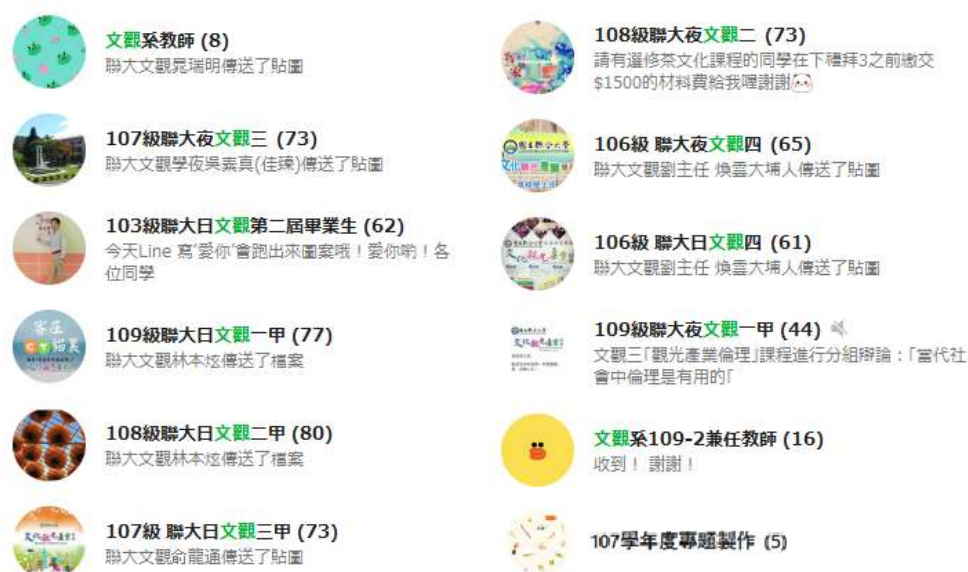 文觀系教師 (8)
聯大文觀晁瑞明傳送了貼圖
107級聯大夜文觀三 (73)
聯大文觀學夜吳素真(佳臻)傳送了貼圖
103級聯大日文觀第二屆畢業生 (62)
今天Line 寫‘愛你’會跑出來圖案哦！愛你喲！各
位同學
109級聯大日文觀一甲 (77)
聯大文觀林本炫傳送了檔案
108級聯大日文觀二甲 (80)
聯大文觀林本炫傳送了檔案
107級 聯大日文觀三甲 (73)
聯大文觀俞龍通傳送了貼圖
108級聯大夜文觀二 (73)
請有選修茶文化課程的同學在下禮拜3之前繳交
$1500的材料費給我喔謝謝
106級 聯大夜文觀四 (65)
聯大文觀劉主任 煥雲大埔人傳送了貼圖
106級 聯大日文觀四 (61)
聯大文觀劉主任 煥雲大埔人傳送了貼圖
109級聯大夜文觀一甲 (44)
文觀三「觀光產業倫理」課程進行分組辯論：「當代社
會中倫理是有用的「
文觀系109-2兼任教師 (16)
收到！ 謝謝！
107學年度專題製作 (5)